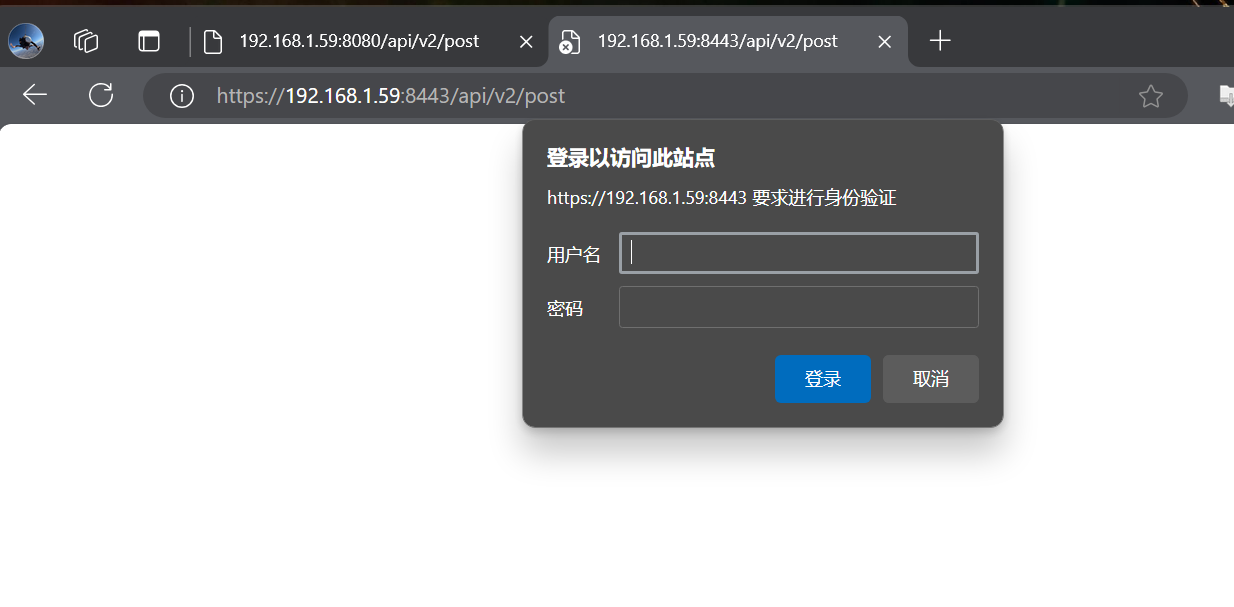 192.168.1.59:8080/api/v2/post
192.168.1.59:8443/api/v2/post
https://192.168.1.59:8443/api/v2/post
登录以访问此站点
https://192.168.1.59:8443 要求进行身份验证
用户名
密码
登录
取消